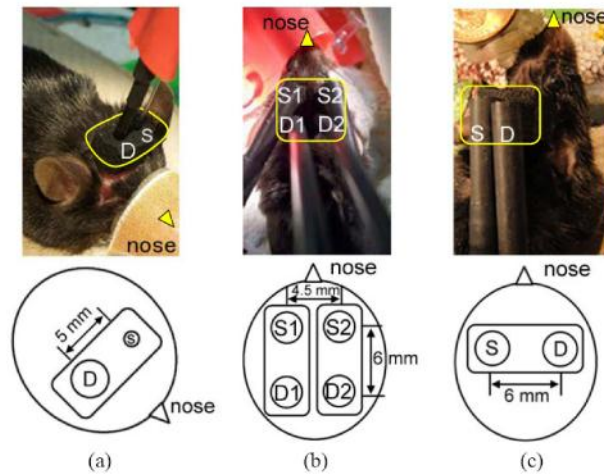 nose
nose
S1 S2
S
D
D1 D2
S D
nose
nose
nose
4.5 mm
5 mm
S
S1 S2
6 mm
S D
D
D1 D2
6 mm
nose
(a) (b) (c)